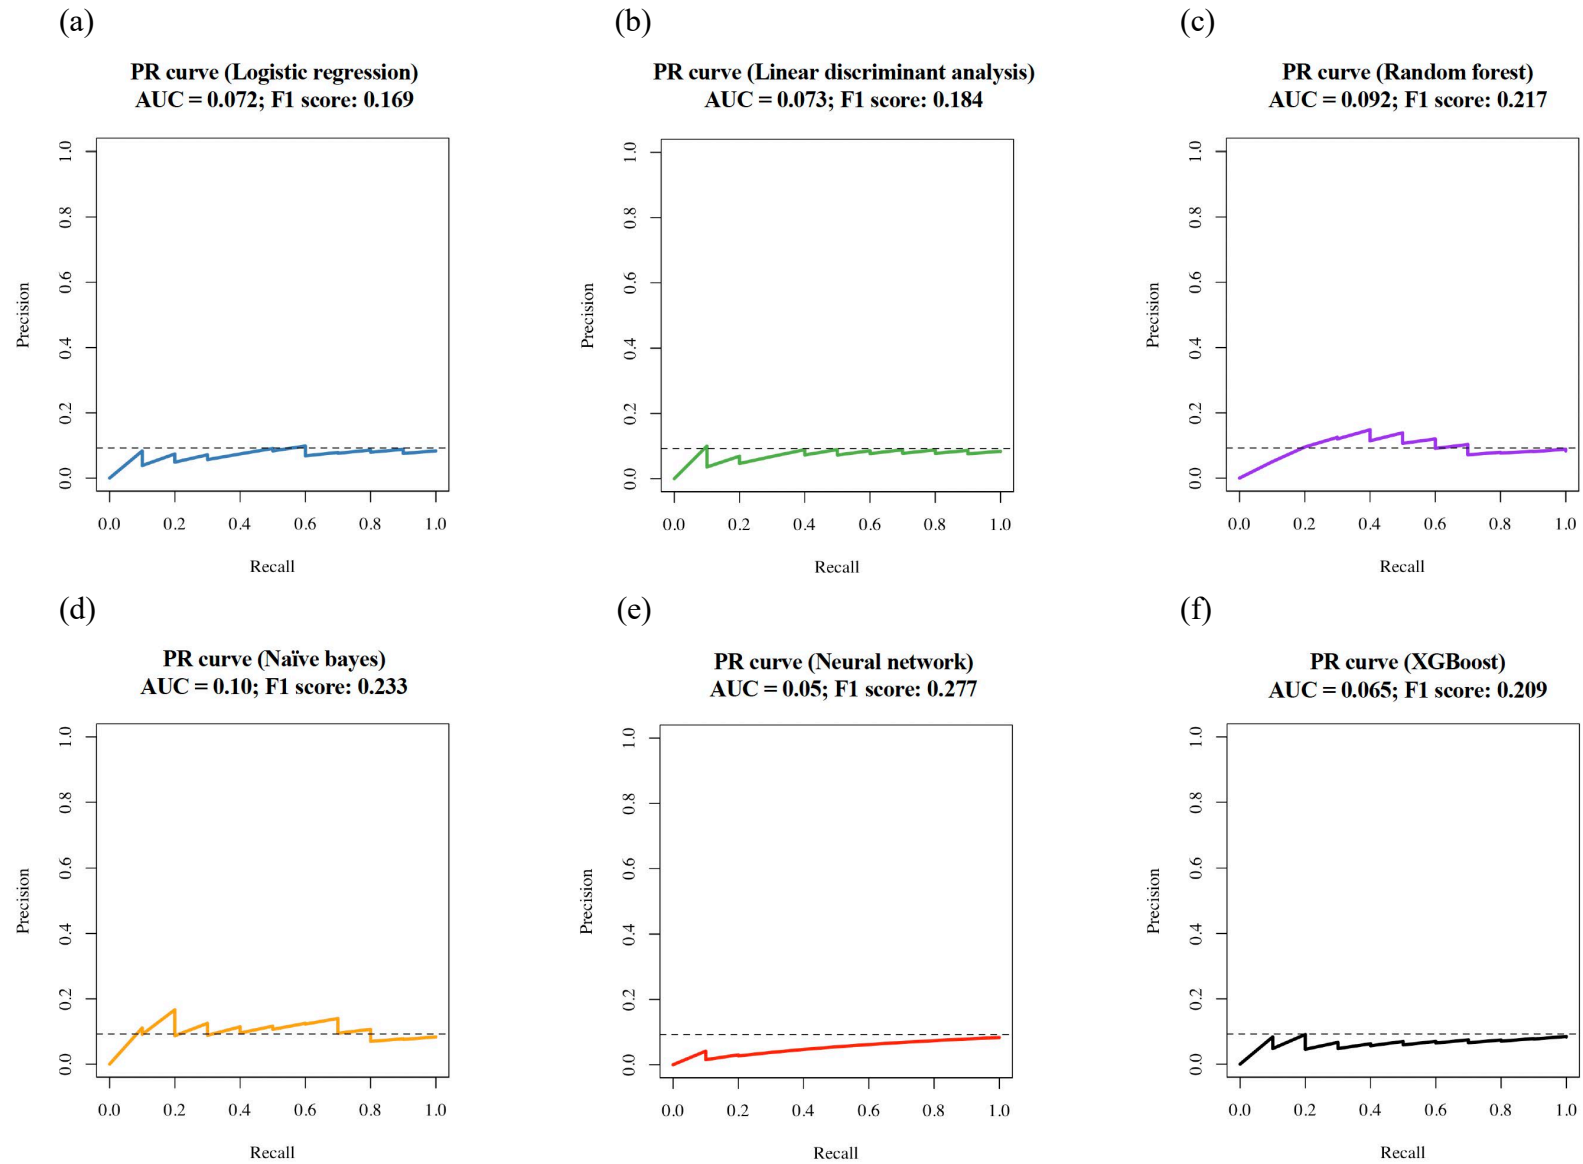 (a)
PR curve (Logistic regression)
AUC = 0.072; F1 score: 0.169
Precision
1.0
0.8
0.6
0.4
0.2
0.0
0.0 0.2 0.4 0.6 0.8 1.0
Recall
(b)
PR curve (Linear discriminant analysis)
AUC = 0.073; F1 score: 0.184
Precision
1.0
0.8
0.6
0.4
0.2
0.0
0.0 0.2 0.4 0.6 0.8 1.0
Recall
(c)
PR curve (Random forest)
AUC = 0.092; F1 score: 0.217
Precision
1.0
0.8
0.6
0.4
0.2
0.0
0.0 0.2 0.4 0.6 0.8 1.0
Recall
(d)
PR curve (Naïve bayes)
AUC = 0.10; F1 score: 0.233
Precision
1.0
0.8
0.6
0.4
0.2
0.0
0.0 0.2 0.4 0.6 0.8 1.0
Recall
(e)
PR curve (Neural network)
AUC = 0.05; F1 score: 0.277
Precision
1.0
0.8
0.6
0.4
0.2
0.0
0.0 0.2 0.4 0.6 0.8 1.0
Recall
(f)
PR curve (XGBoost)
AUC = 0.065; F1 score: 0.209
Precision
1.0
0.8
0.6
0.4
0.2
0.0
0.0 0.2 0.4 0.6 0.8 1.0
Recall